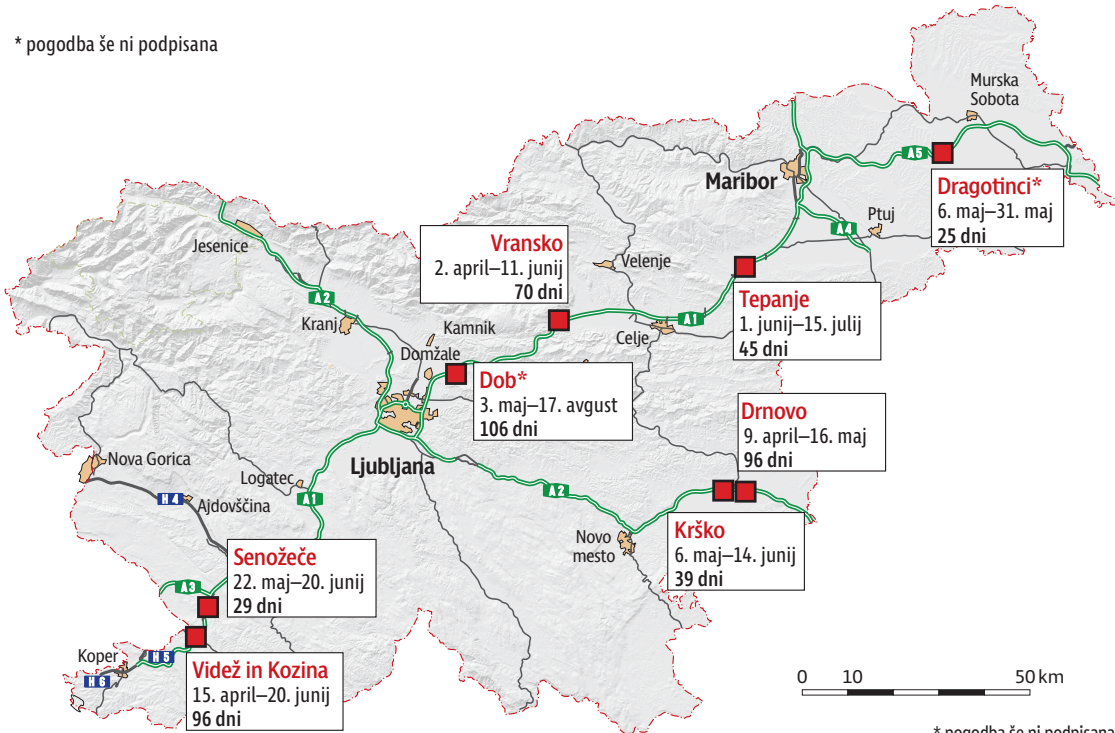 * pogodba še ni podpisana
Murska
Sobota
A5
Maribor
Dragotinci*
6. maj–31. maj
25 dni
Ptuj
A4
Jesenice
Vransko
2. april–11. junij
70 dni
Velenje
Tepanje
1. junij–15. julij
45 dni
A2
Kranj
Kamnik
Domžale
Celje
A1
Dob*
3. maj–17. avgust
106 dni
Drnovo
9. april–16. maj
96 dni
Ljubljana
Nova Gorica
Logatec
A1
A2
H4
Ajdovščina
Novo
mesto
Krško
6. maj–14. junij
39 dni
Senožeče
22. maj–20. junij
29 dni
A3
Koper
H5
H6
Videž in Kozina
15. april–20. junij
96 dni
0 10 50 km
* pogodba še ni podpisana